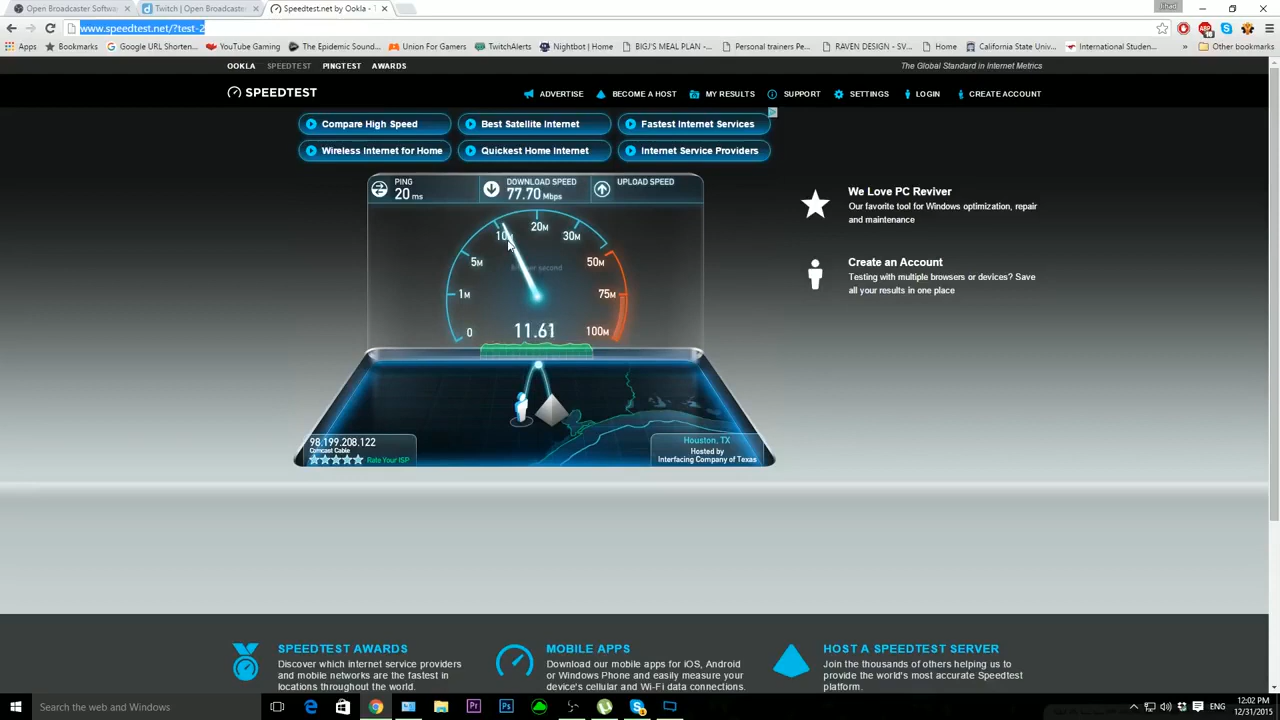 Open Broadcaster Softwa
Twitch | Open Broadcaster
Speedtest.net by Ookla - T
Jihad
www.speedtest.net/?test-2
Apps
Bookmarks
Google URL Shorten...
YouTube Gaming
The Epidemic Sound...
Union For Gamers
TwitchAlerts
Nightbot | Home
BIGJ'S MEAL PLAN -...
Personal trainers Pe...
RAVEN DESIGN - SV...
Home
California State Univ...
International Studen...
»
Other bookmarks
OOKLA
SPEEDTEST
PINGTEST
AWARDS
The Global Standard in Internet Metrics
SPEEDTEST
ADVERTISE
BECOME A HOST
MY RESULTS
SUPPORT
SETTINGS
LOGIN
CREATE ACCOUNT
Compare High Speed
Best Satellite Internet
Fastest Internet Services
Wireless Internet for Home
Quickest Home Internet
Internet Service Providers
PING
20 ms
DOWNLOAD SPEED
77.70 Mbps
UPLOAD SPEED
We Love PC Reviver
Our favorite tool for Windows optimization, repair
and maintenance
Create an Account
Testing with multiple browsers or devices? Save
all your results in one place
0
1M
5M
10M
20M
30M
50M
75M
100M
11.61
98.199.208.122
Comcast Cable
Rate Your ISP
Houston, TX
Hosted by
Interfacing Company of Texas
SPEEDTEST AWARDS
Discover which internet service providers
and mobile networks are the fastest in
locations throughout the world.
MOBILE APPS
Download our mobile apps for iOS, Android
or Windows Phone and easily measure your
device's cellular and Wi-Fi data connections.
HOST A SPEEDTEST SERVER
Join the thousands of others helping us to
provide the world's most accurate Speedtest
platform.
Search the web and Windows
ENG
12:02 PM
12/31/2015